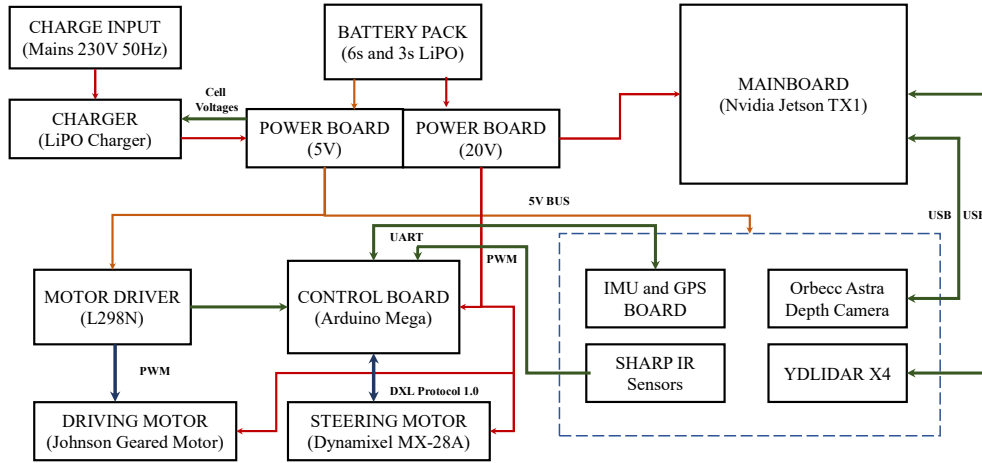 CHARGE INPUT
(Mains 230V 50Hz)
BATTERY PACK
(6s and 3s LiPO)
MAINBOARD
(Nvidia Jetson TX1)
Cell
Voltages
CHARGER
(LiPO Charger)
POWER BOARD
(5V)
POWER BOARD
(20V)
5V BUS
USB
USB
UART
PWM
MOTOR DRIVER
(L298N)
CONTROL BOARD
(Arduino Mega)
IMU and GPS
BOARD
Orbecc Astra
Depth Camera
SHARP IR
Sensors
YDLIDAR X4
PWM
DXL Protocol 1.0
DRIVING MOTOR
(Johnson Geared Motor)
STEERING MOTOR
(Dynamixel MX-28A)